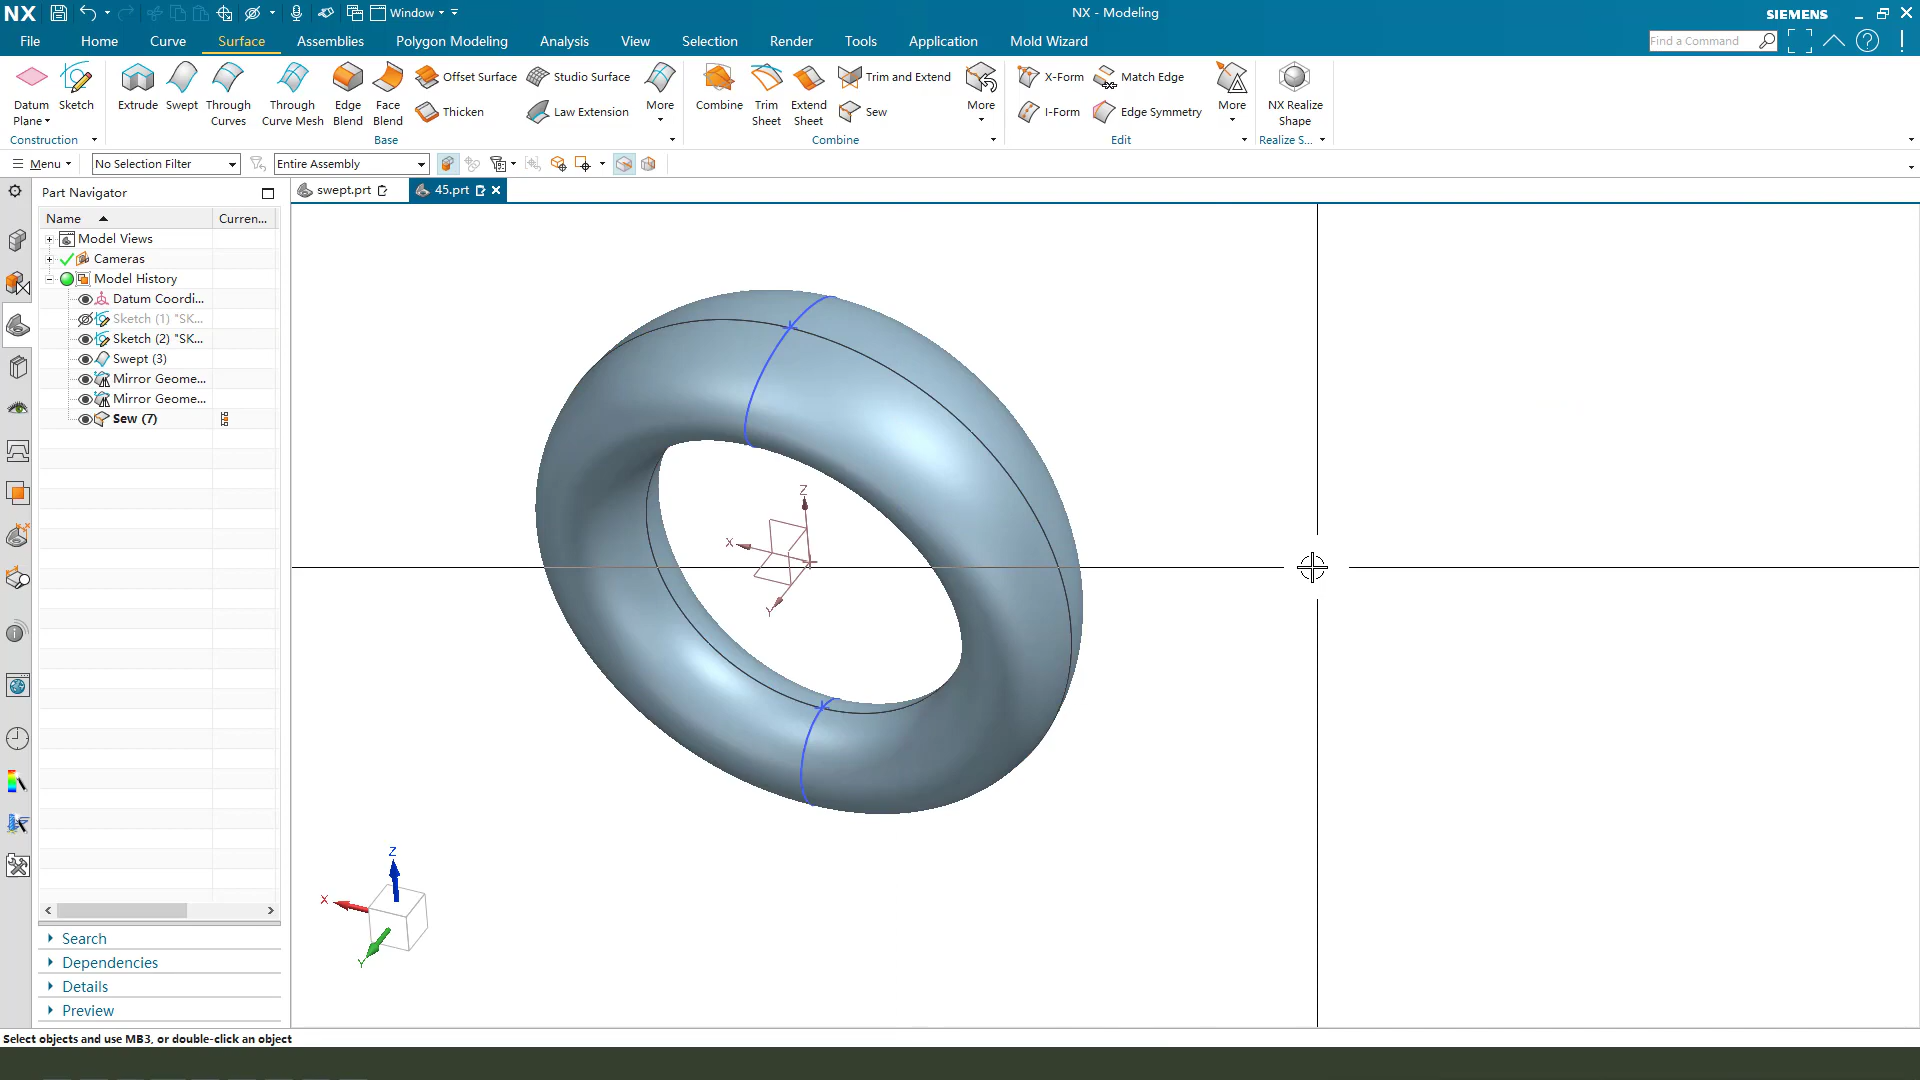 NX
Window
NX - Modeling
SIEMENS
File
Home
Curve
Surface
Assemblies
Polygon Modeling
Analysis
View
Selection
Render
Tools
Application
Mold Wizard
Find a Command
Datum Plane
Sketch
Extrude
Swept
Through Curves
Through Curve Mesh
Edge Blend
Face Blend
Offset Surface
Thicken
Studio Surface
Law Extension
More
Combine
Trim Sheet
Extend Sheet
Trim and Extend
Sew
More
X-Form
I-Form
Match Edge
Edge Symmetry
More
NX Realize Shape
Construction
Base
Combine
Edit
Realize S...
Menu
No Selection Filter
Entire Assembly
Part Navigator
swept.prt
45.prt
Name
Curren...
Model Views
Cameras
Model History
Datum Coordi...
Sketch (1) "SK...
Sketch (2) "SK...
Swept (3)
Mirror Geome...
Mirror Geome...
Sew (7)
Z
X
Y
Z
X
Y
Search
Dependencies
Details
Preview
Select objects and use MB3, or double-click an object